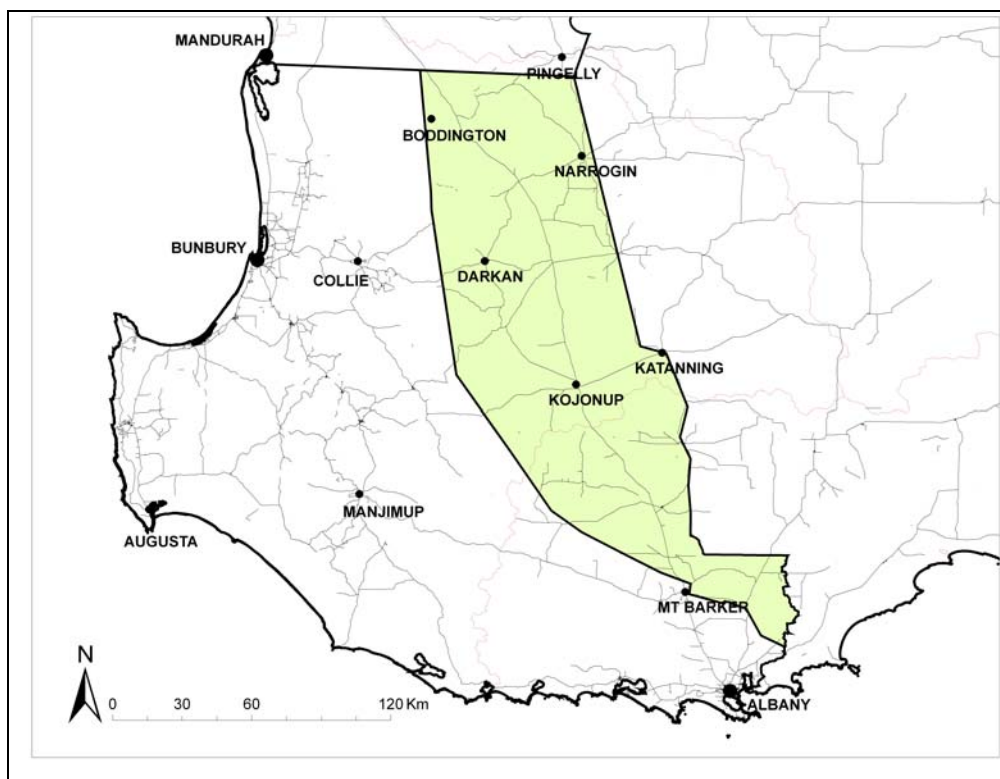 MANDURAH
PINGELLY
BODDINGTON
NARROGIN
BUNBURY
COLLIE
DARKAN
KATANNING
KOJONUP
MANJIMUP
AUGUSTA
MT BARKER
N
0 30 60 120 Km
ALBANY